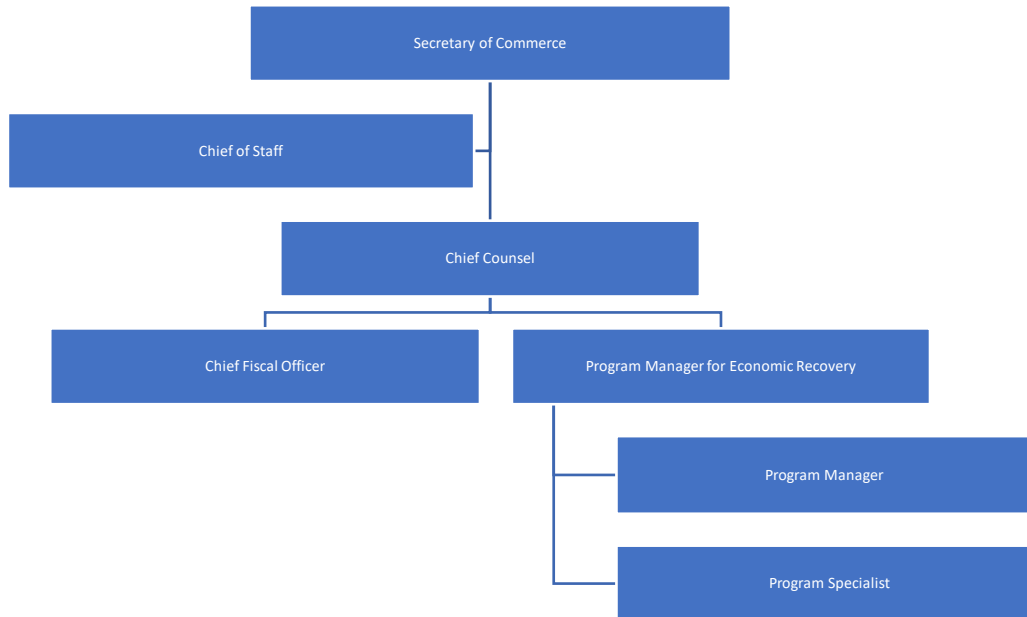 Secretary of Commerce
Chief of Staff
Chief Counsel
Chief Fiscal Officer
Program Manager for Economic Recovery
Program Manager
Program Specialist